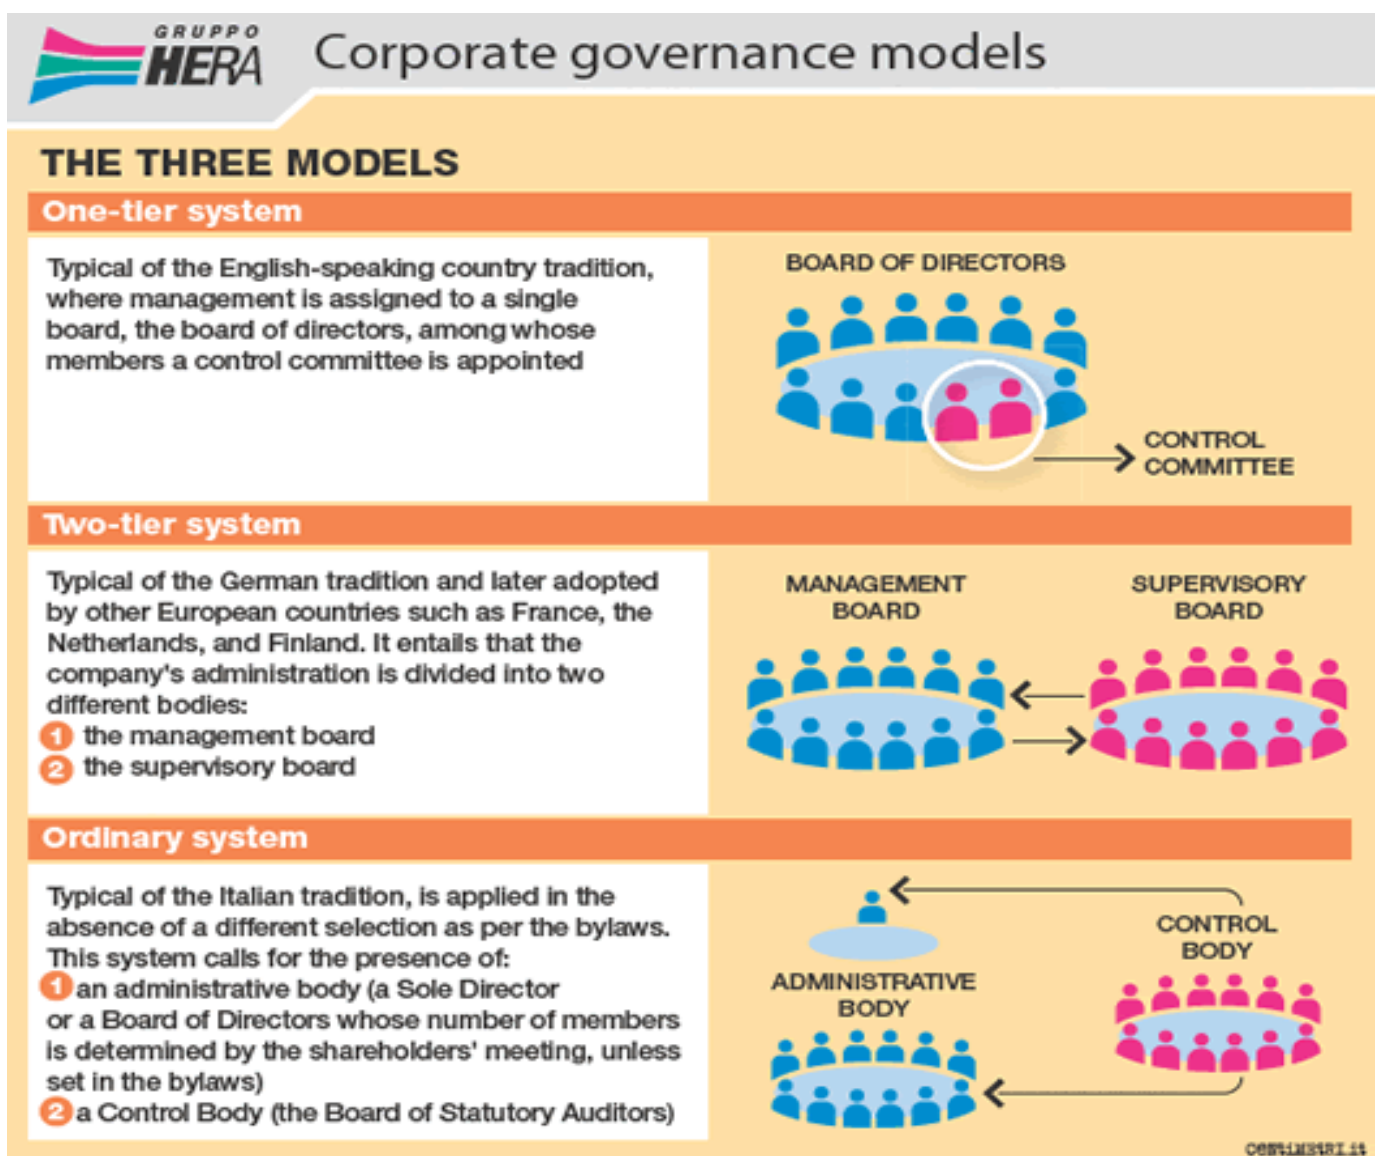 GRUPPO
HERA
Corporate governance models
THE THREE MODELS
One-tier system
Typical of the English-speaking country tradition,
where management is assigned to a single
board, the board of directors, among whose
members a control committee is appointed
BOARD OF DIRECTORS
CONTROL
COMMITTEE
Two-tier system
Typical of the German tradition and later adopted
by other European countries such as France, the
Netherlands, and Finland. It entails that the
company's administration is divided into two
different bodies:
1 the management board
2 the supervisory board
MANAGEMENT
BOARD
SUPERVISORY
BOARD
Ordinary system
Typical of the Italian tradition, is applied in the
absence of a different selection as per the bylaws.
This system calls for the presence of:
1 an administrative body (a Sole Director
or a Board of Directors whose number of members
is determined by the shareholders' meeting, unless
set in the bylaws)
2 a Control Body (the Board of Statutory Auditors)
ADMINISTRATIVE
BODY
CONTROL
BODY
centimetri.it